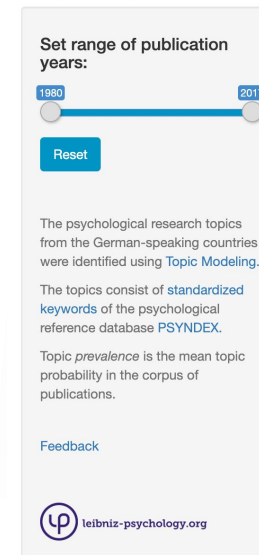 Set range of publication
years:
1980
201
Reset
The psychological research topics
from the German-speaking countries
were identified using Topic Modeling.
The topics consist of standardized
keywords of the psychological
reference database PSYNDEX.
Topic prevalence is the mean topic
probability in the corpus of
publications.
Feedback
leibniz-psychology.org